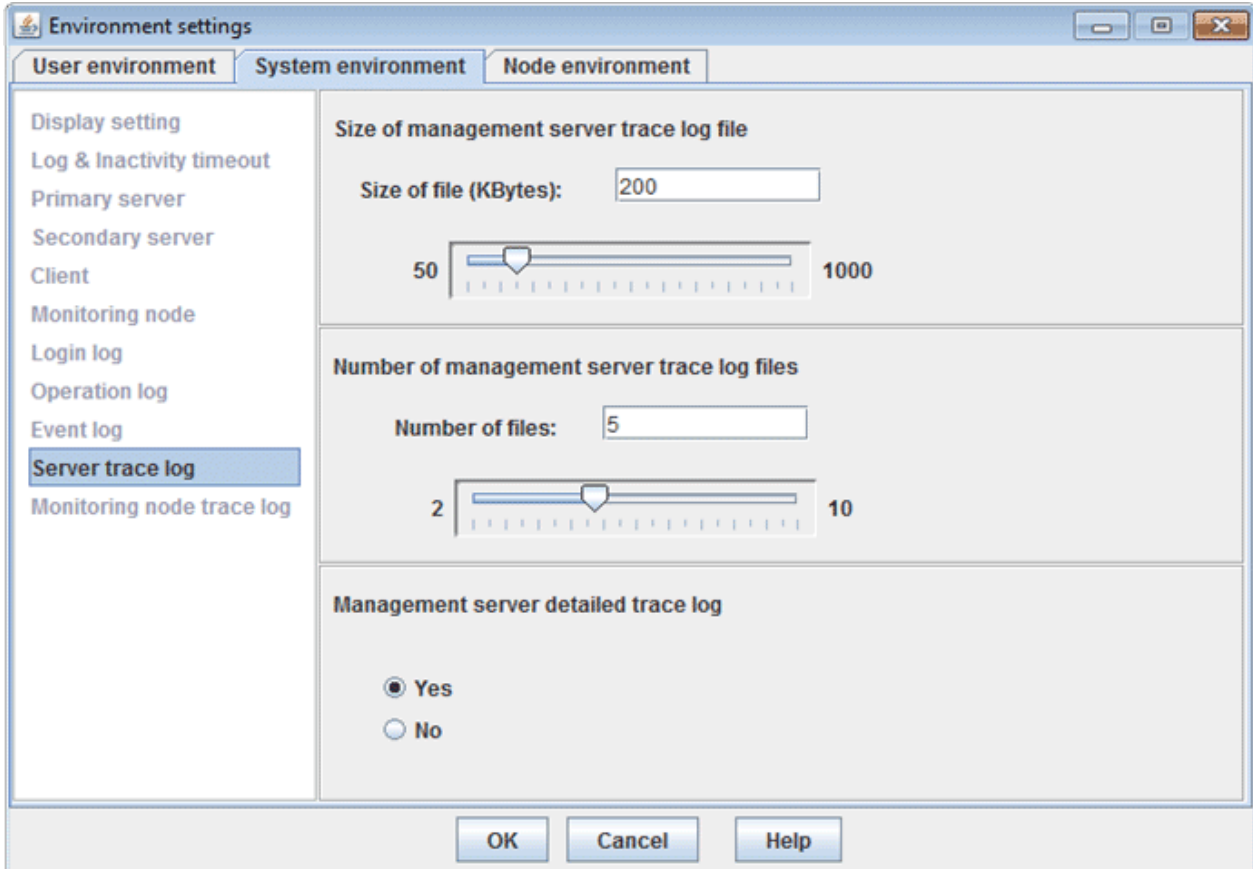 Environment settings
User environment System environment Node environment
Display setting
Log & Inactivity timeout
Primary server
Secondary server
Client
Monitoring node
Login log
Operation log
Event log
Server trace log
Monitoring node trace log
Size of management server trace log file
Size of file (KBytes): 200
50 1000
Number of management server trace log files
Number of files: 5
2 10
Management server detailed trace log
Yes
No
OK Cancel Help